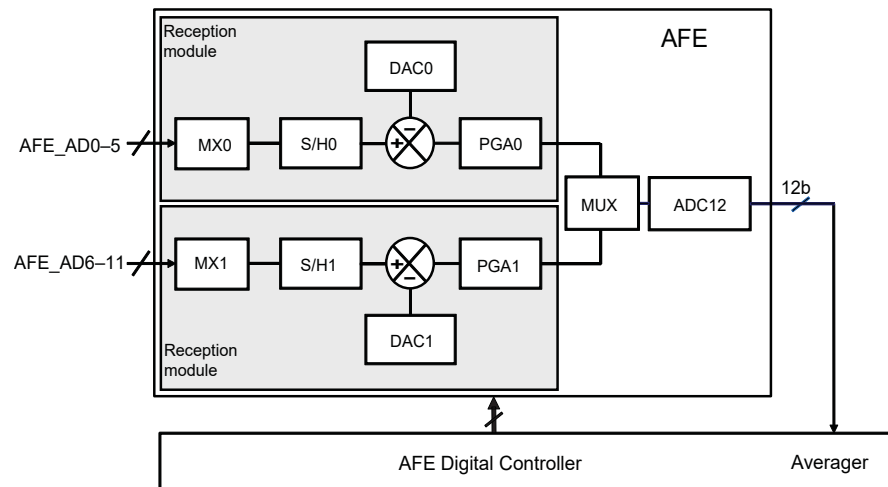 Reception
module
AFE
DAC0
AFE_AD0–5
MX0
S/H0
+
−
PGA0
MUX
ADC12
12b
AFE_AD6–11
MX1
S/H1
+
−
PGA1
DAC1
Reception
module
AFE Digital Controller
Averager